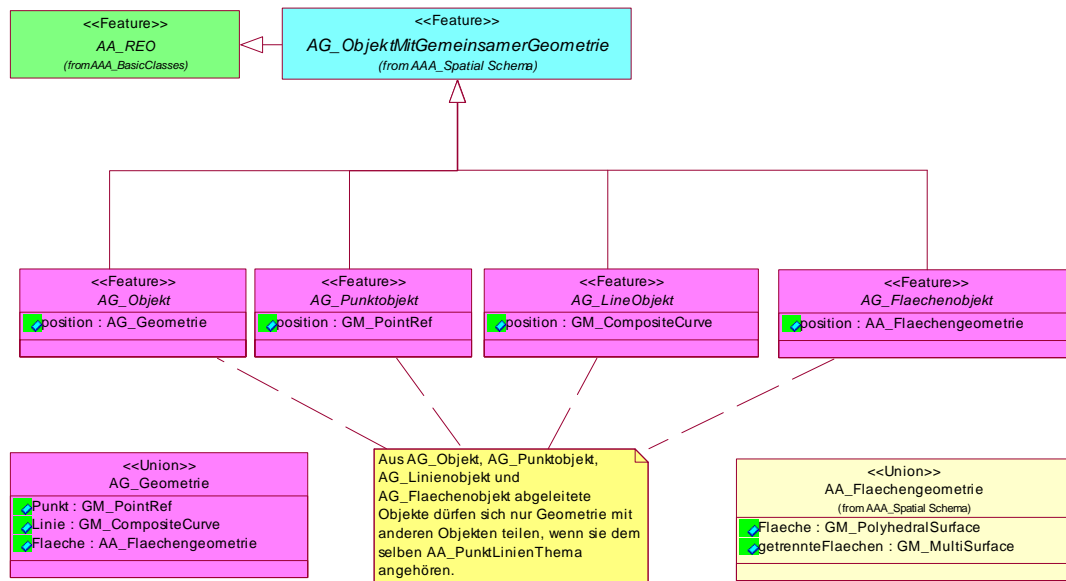 <<Feature>>
AA_REO
(fromAAA_BasicClasses)
<<Feature>>
AG_ObjektMitGemeinsamerGeometrie
(from AAA_Spatial Schema)
<<Feature>>
AG_Objekt
position : AG_Geometrie
<<Feature>>
AG_Punktobjekt
position : GM_PointRef
<<Feature>>
AG_LineObjekt
position : GM_CompositeCurve
<<Feature>>
AG_Flaechenobjekt
position : AA_Flaechengeometrie
<<Union>>
AG_Geometrie
Punkt : GM_PointRef
Linie : GM_CompositeCurve
Flaeche : AA_Flaechengeometrie
Aus AG_Objekt, AG_Punktobjekt,
AG_Linienobjekt und
AG_Flaechenobjekt abgeleitete
Objekte dürfen sich nur Geometrie mit
anderen Objekten teilen, wenn sie dem
selben AA_PunktLinienThema
angehören.
<<Union>>
AA_Flaechengeometrie
(from AAA_Spatial Schema)
Flaeche : GM_PolyhedralSurface
getrennteFlaechen : GM_MultiSurface